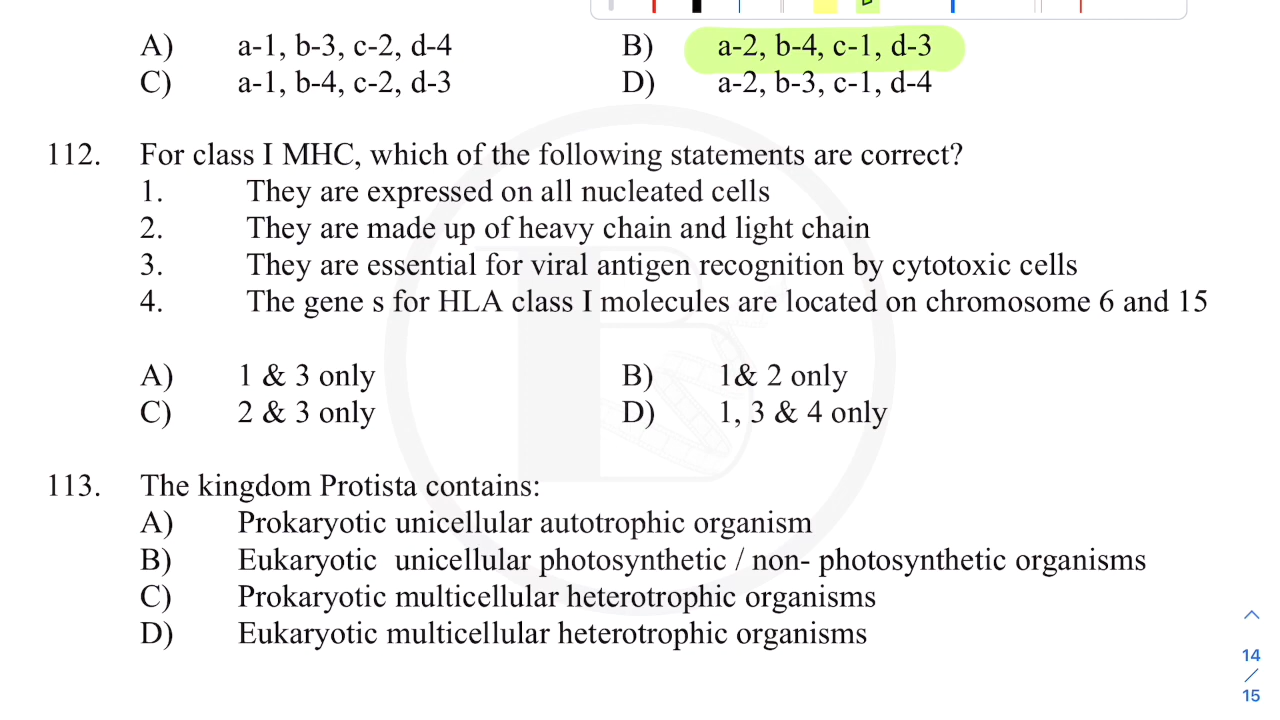 A) a-1, b-3, c-2, d-4 B) a-2, b-4, c-1, d-3
C) a-1, b-4, c-2, d-3 D) a-2, b-3, c-1, d-4
112. For class I MHC, which of the following statements are correct?
1. They are expressed on all nucleated cells
2. They are made up of heavy chain and light chain
3. They are essential for viral antigen recognition by cytotoxic cells
4. The gene s for HLA class I molecules are located on chromosome 6 and 15
A) 1 & 3 only B) 1& 2 only
C) 2 & 3 only D) 1, 3 & 4 only
113. The kingdom Protista contains:
A) Prokaryotic unicellular autotrophic organism
B) Eukaryotic unicellular photosynthetic / non- photosynthetic organisms
C) Prokaryotic multicellular heterotrophic organisms
D) Eukaryotic multicellular heterotrophic organisms
14
/
15